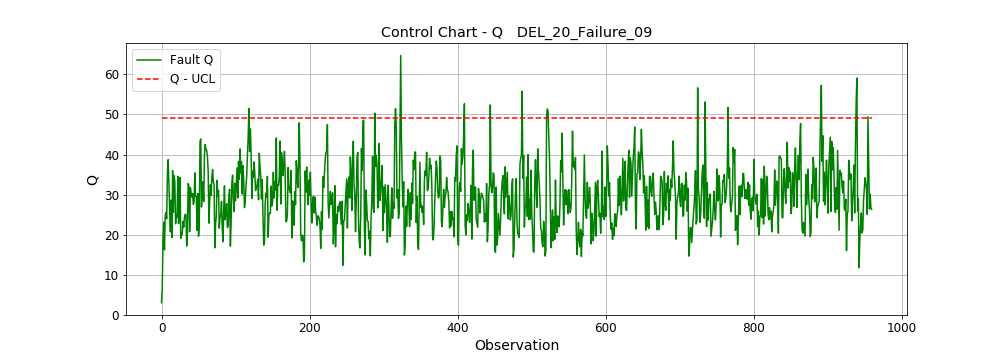 Control Chart - Q   DEL_20_Failure_09
Fault Q
Q - UCL
Q
60
50
40
30
20
10
0
0 200 400 600 800 1000
Observation